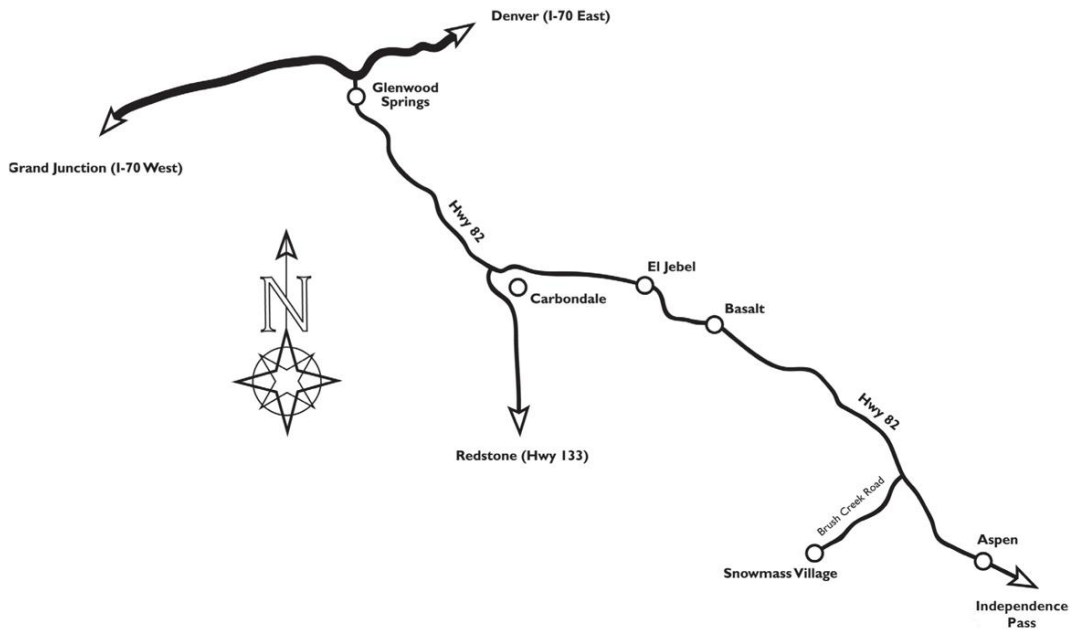 Denver (I-70 East)
Glenwood
Springs
Grand Junction (I-70 West)
Hwy 82
N
El Jebel
Carbondale
Basalt
Hwy 82
Redstone (Hwy 133)
Brush Creek Road
Aspen
Snowmass Village
Independence
Pass